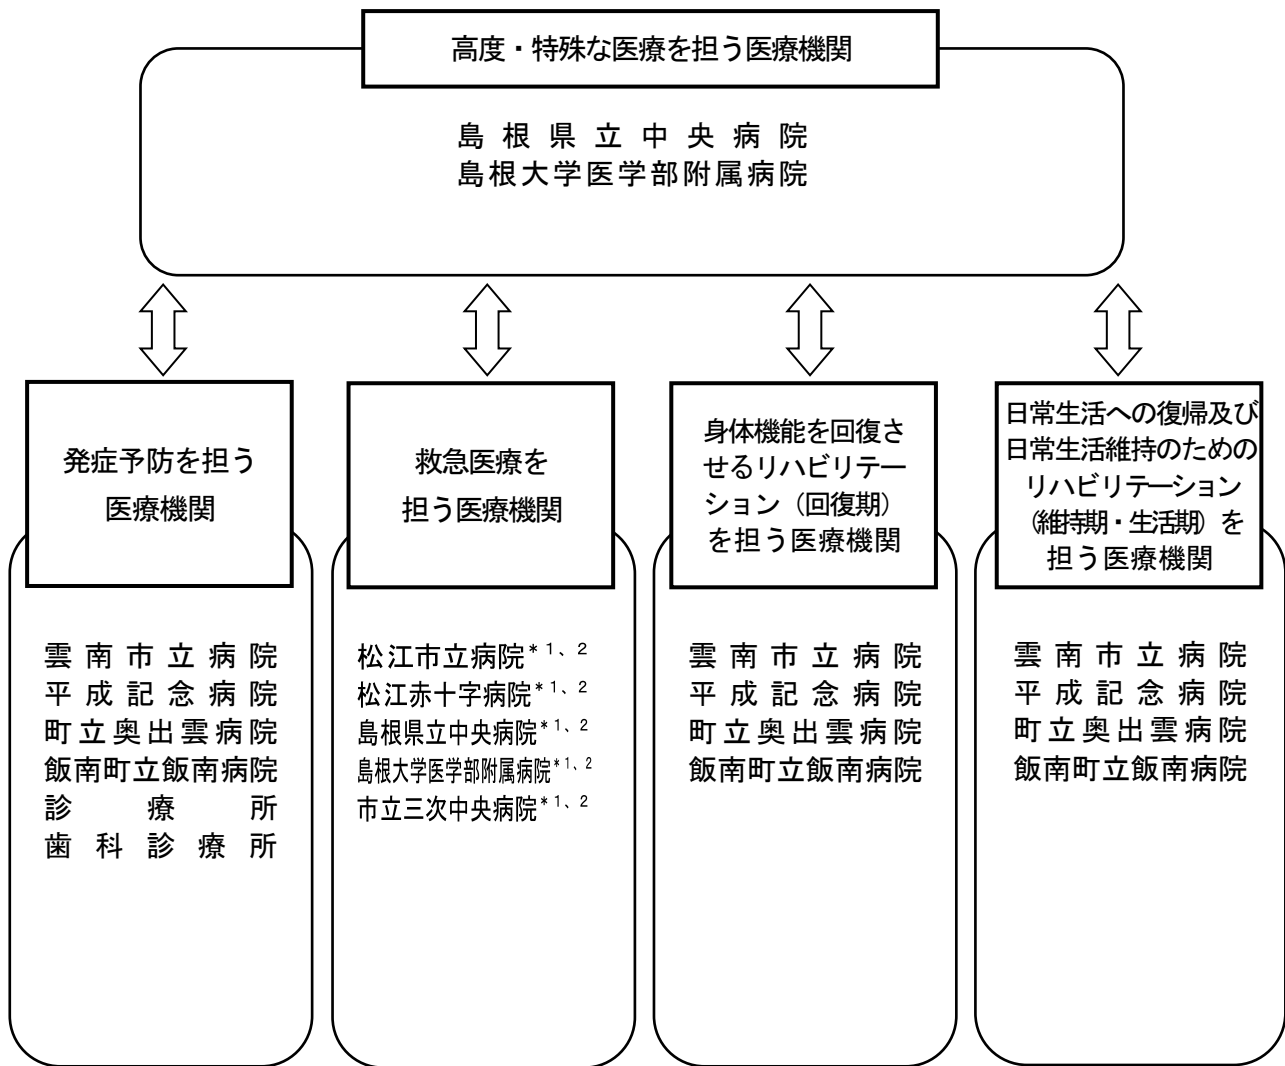 高度・特殊な医療を担う医療機関
島根県立中央病院
島根大学医学部附属病院
発症予防を担う
医療機関
雲南市立病院
平成記念病院
町立奥出雲病院
飯南町立飯南病院
診療所
歯科診療所
救急医療を
担う医療機関
松江市立病院*1、2
松江赤十字病院*1、2
島根県立中央病院*1、2
島根大学医学部附属病院*1、2
市立三次中央病院*1、2
身体機能を回復さ
せるリハビリテー
ション（回復期）
を担う医療機関
雲南市立病院
平成記念病院
町立奥出雲病院
飯南町立飯南病院
日常生活への復帰及び
日常生活維持のための
リハビリテーション
（維持期・生活期）を
担う医療機関
雲南市立病院
平成記念病院
町立奥出雲病院
飯南町立飯南病院